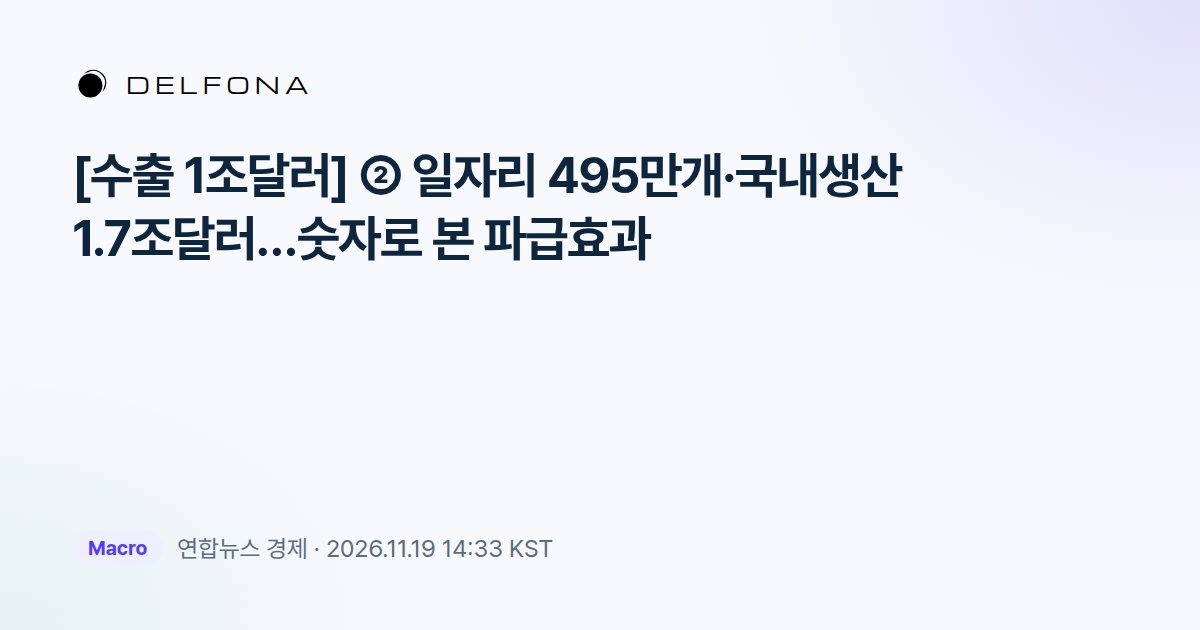 DELFONA
[수출 1조달러] ② 일자리 495만개·국내생산
1.7조달러…숫자로 본 파급효과
Macro 연합뉴스 경제 · 2026.11.19 14:33 KST